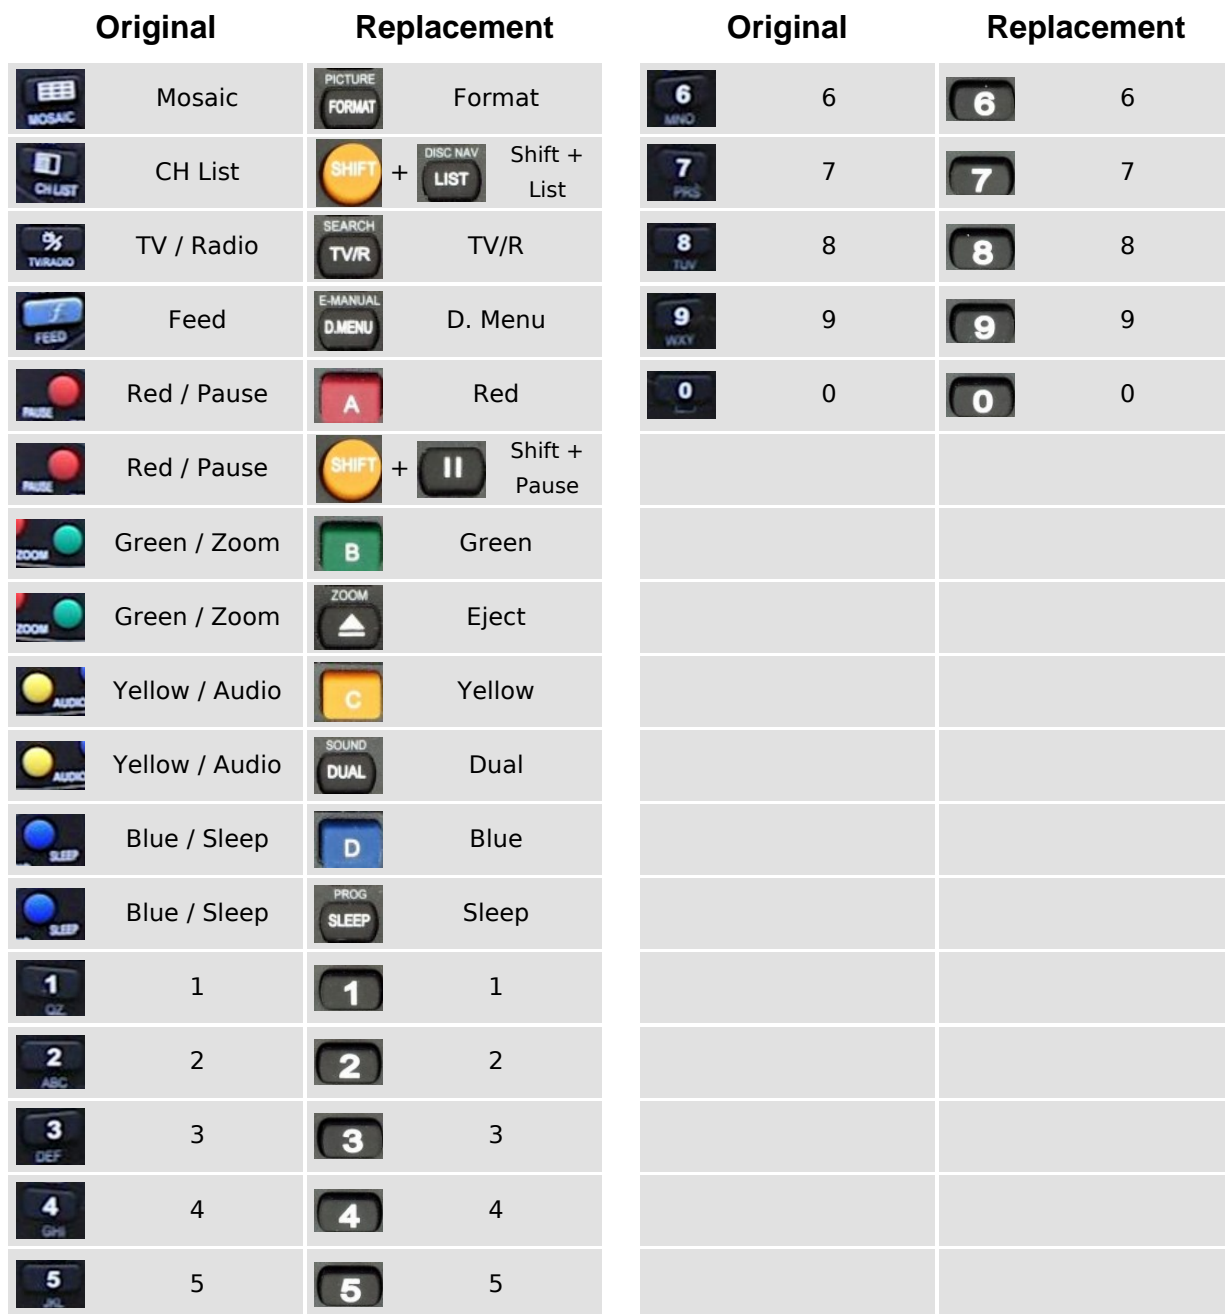 Original Replacement Original Replacement
MOSAIC Mosaic PICTURE FORMAT Format 6 MNO 6 6 6
CH LIST CH List SHIFT + DISC NAV LIST Shift + List 7 PRS 7 7 7
TV/RADIO TV / Radio SEARCH TV/R TV/R 8 TUV 8 8 8
FEED Feed E-MANUAL D.MENU D. Menu 9 WXY 9 9 9
PAUSE Red / Pause A Red 0 0 0 0
PAUSE Red / Pause SHIFT + Shift + Pause
ZOOM Green / Zoom B Green
ZOOM Green / Zoom ZOOM Eject
AUDIO Yellow / Audio C Yellow
AUDIO Yellow / Audio SOUND DUAL Dual
SLEEP Blue / Sleep D Blue
SLEEP Blue / Sleep PROG SLEEP Sleep
1 QZ 1 1 1
2 ABC 2 2 2
3 DEF 3 3 3
4 GHI 4 4 4
5 JKL 5 5 5